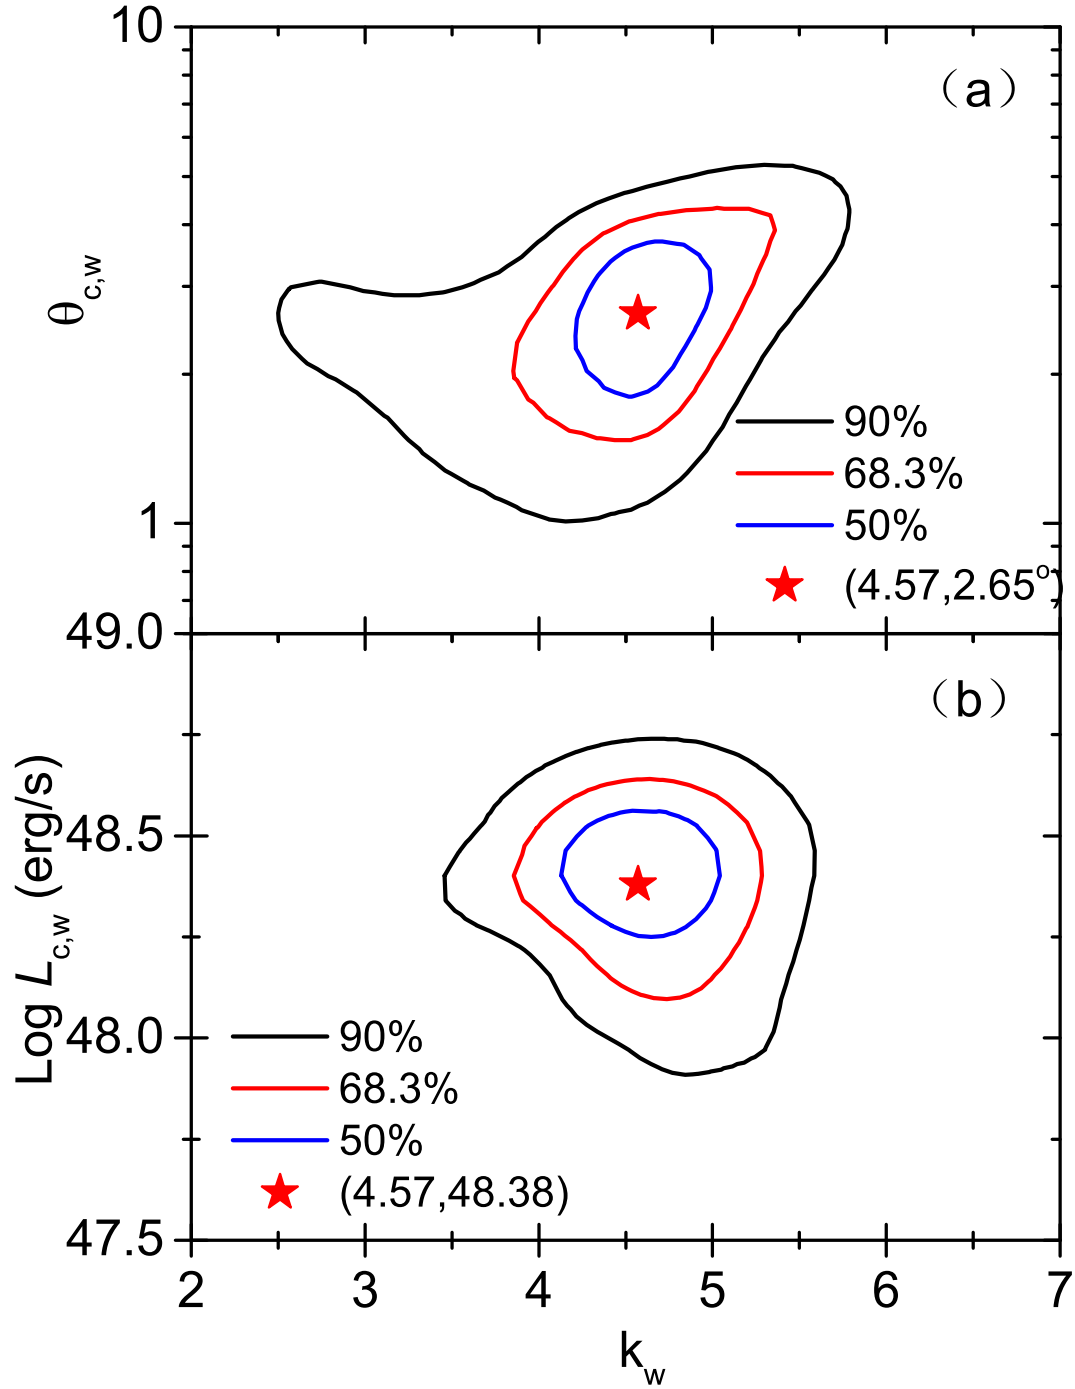 10
（a）
θc,w
90%
68.3%
50%
1
(4.57,2.65°)
49.0
（b）
Log Lc,w (erg/s)
48.5
48.0
90%
68.3%
50%
(4.57,48.38)
47.5
2 3 4 5 6 7
kw